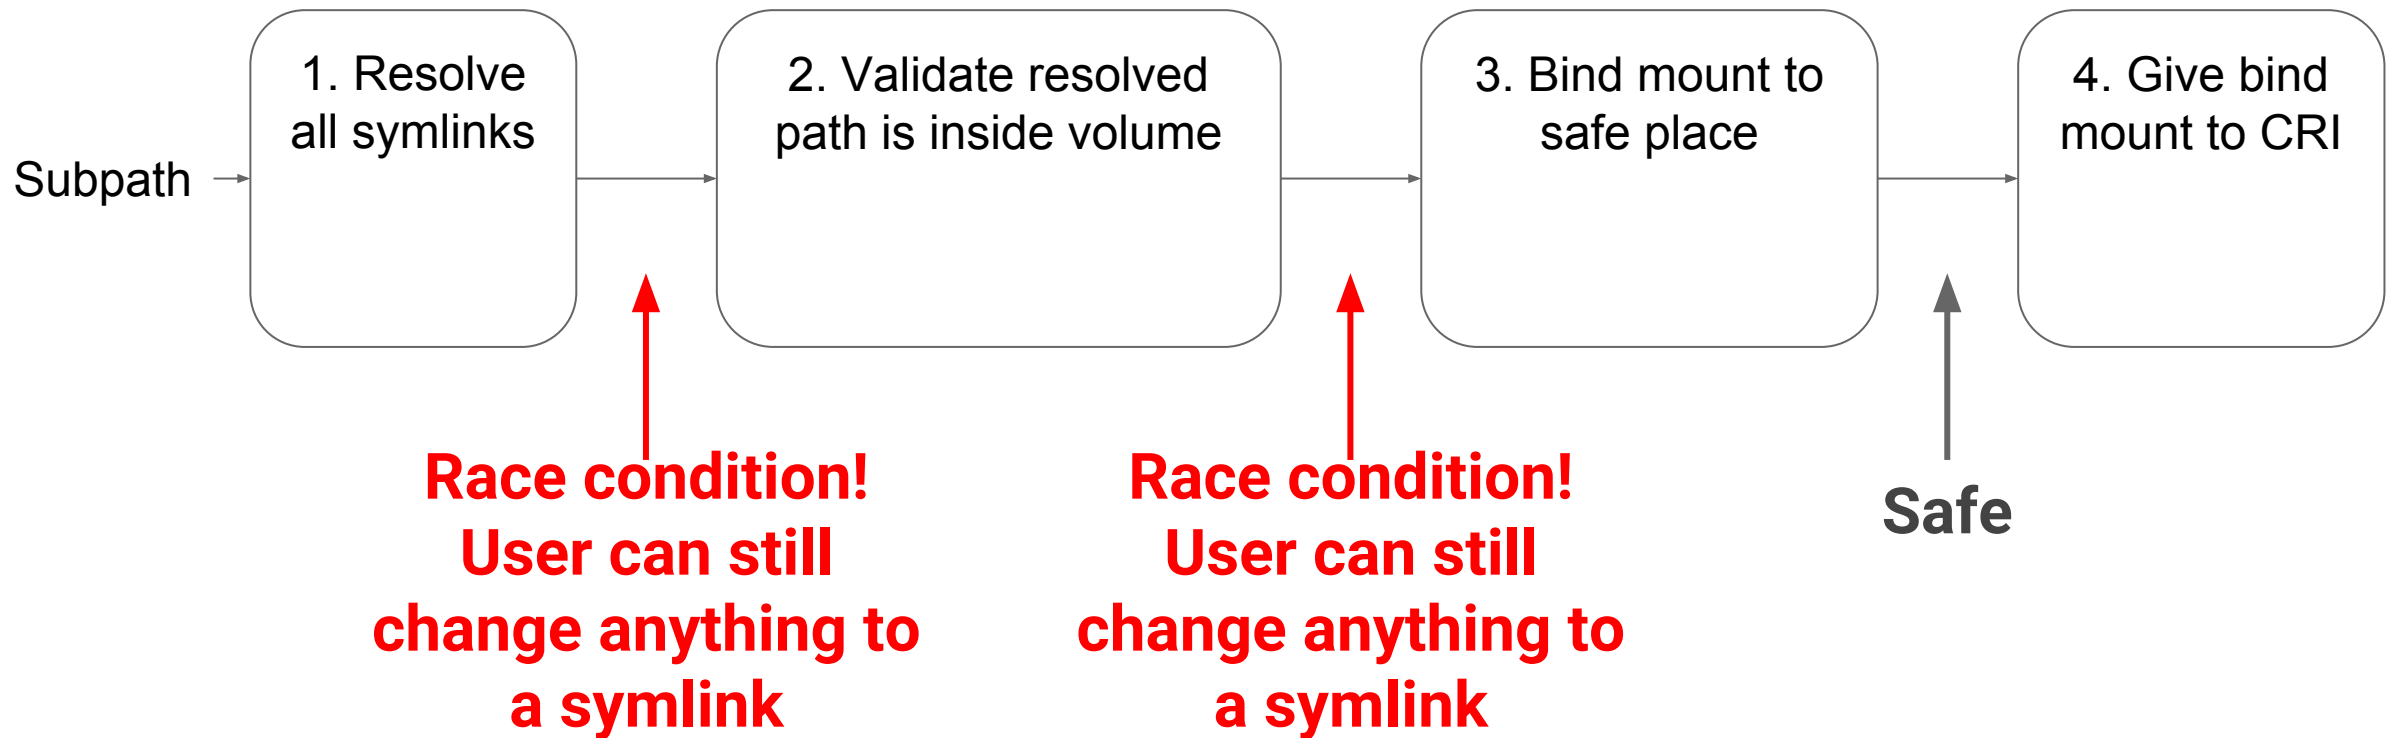 Subpath
1. Resolve
all symlinks
2. Validate resolved
path is inside volume
3. Bind mount to
safe place
4. Give bind
mount to CRI
Race condition!
User can still
change anything to
a symlink
Race condition!
User can still
change anything to
a symlink
Safe